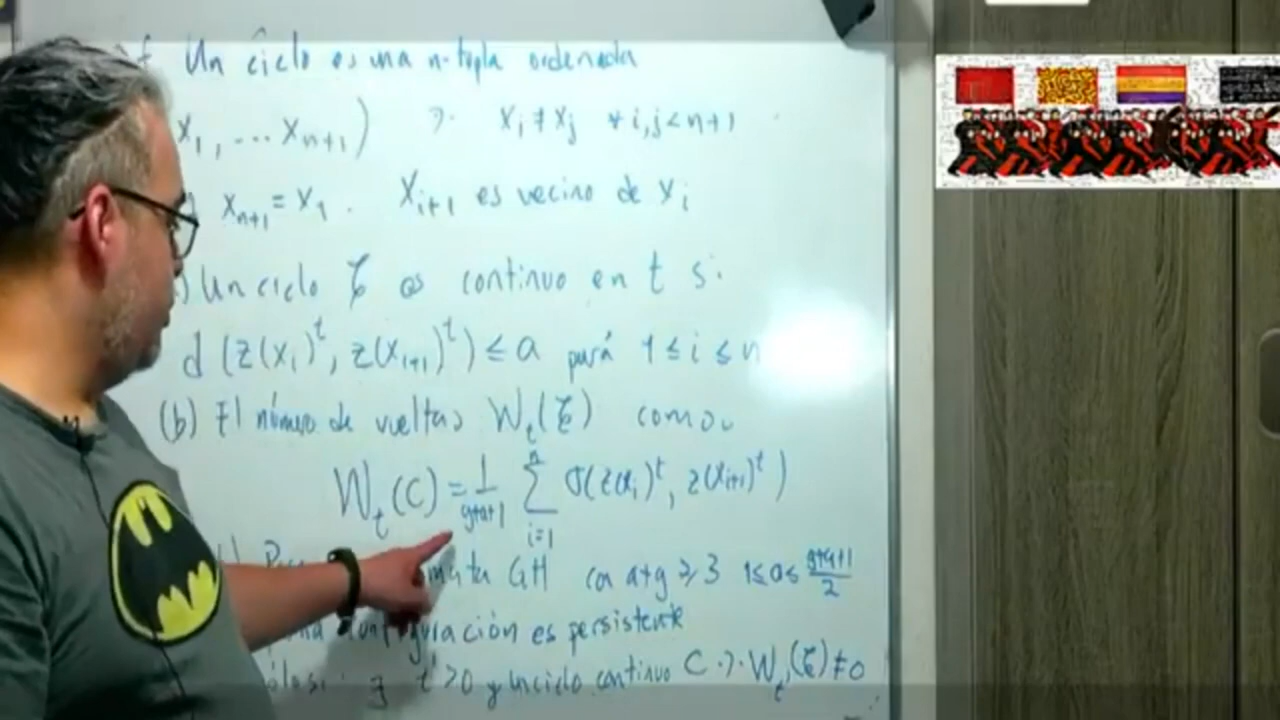 Un ciclo es una n-tupla ordenada
x₁, ... xₙ₊₁) ∋. xᵢ ≠ xⱼ ∀ i,j < n+1
xₙ₊₁ = x₁. Xᵢ₊₁ es vecino de xᵢ
) Un ciclo ζ es continuo en t si
d (z(xᵢ)ᵗ, z(xᵢ₊₁)ᵗ) ≤ a para 1 ≤ i ≤ n
(b) El número de vueltas Wₜ(ζ) como
Wₜ(C) = 1/(g+a+1) Σᵢ₌₁ⁿ σ(z(xᵢ)ᵗ, z(xᵢ₊₁)ᵗ)
GH con a+g ≥ 3 1 ≤ a ≤ (g+a+1)/2
configuración es persistente
t > 0 y un ciclo continuo C ∋. Wₜ(ζ) ≠ 0